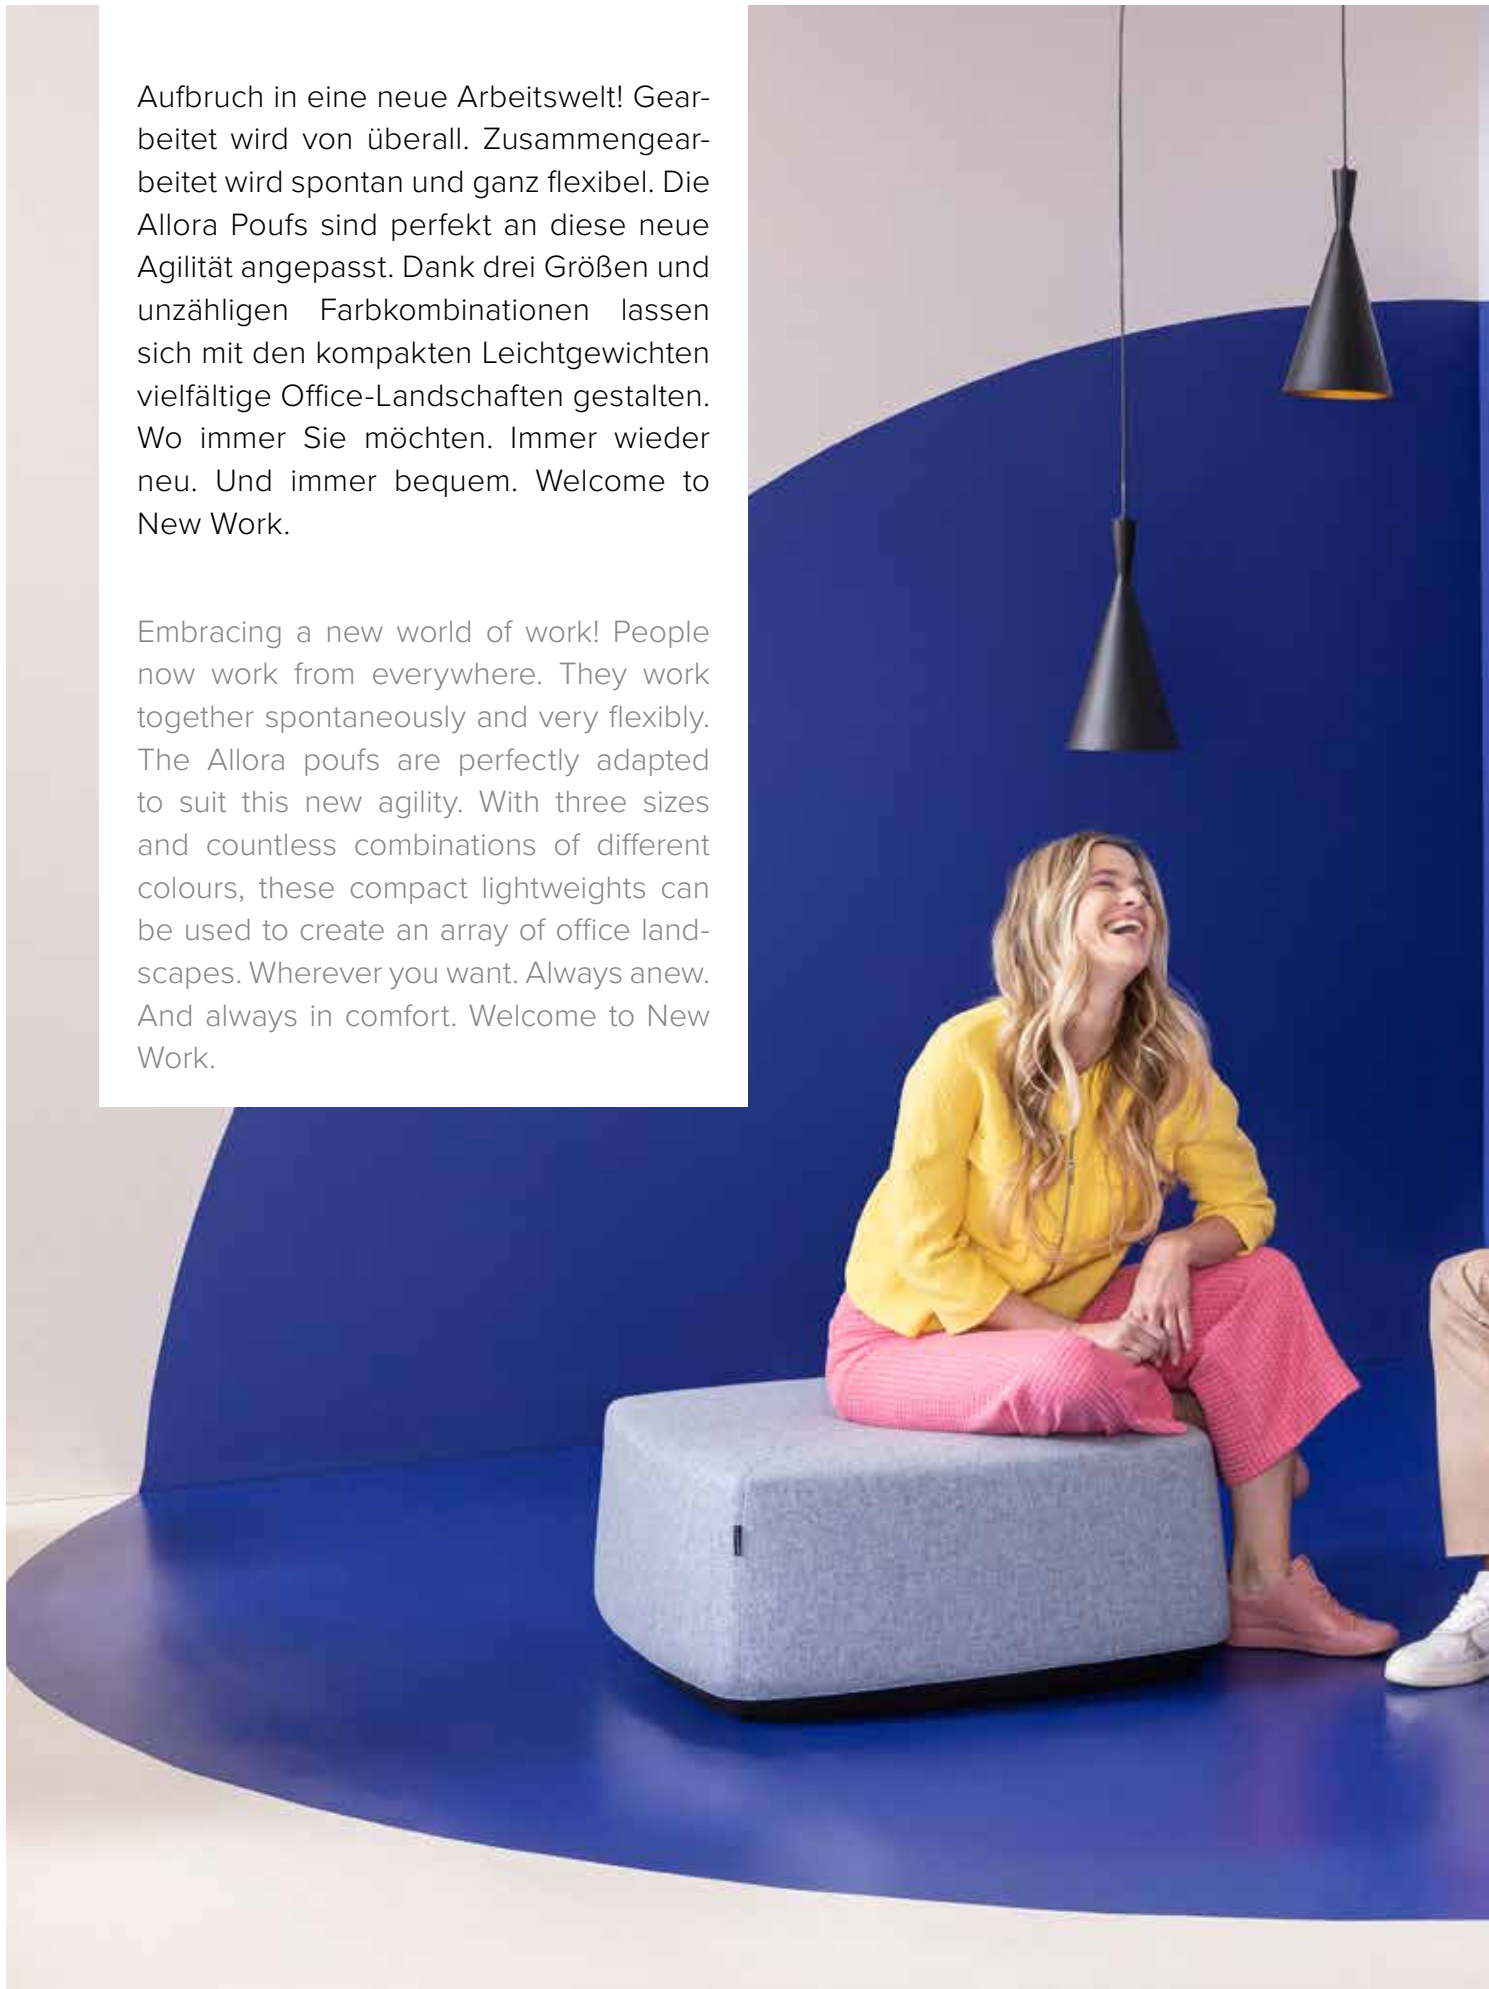 Aufbruch in eine neue Arbeitswelt! Gear-
beitet wird von überall. Zusammengear-
beitet wird spontan und ganz flexibel. Die
Allora Poufs sind perfekt an diese neue
Agilität angepasst. Dank drei Größen und
unzähligen Farbkombinationen lassen
sich mit den kompakten Leichtgewichten
vielfältige Office-Landschaften gestalten.
Wo immer Sie möchten. Immer wieder
neu. Und immer bequem. Welcome to
New Work.
Embracing a new world of work! People
now work from everywhere. They work
together spontaneously and very flexibly.
The Allora poufs are perfectly adapted
to suit this new agility. With three sizes
and countless combinations of different
colours, these compact lightweights can
be used to create an array of office land-
scapes. Wherever you want. Always anew.
And always in comfort. Welcome to New
Work.